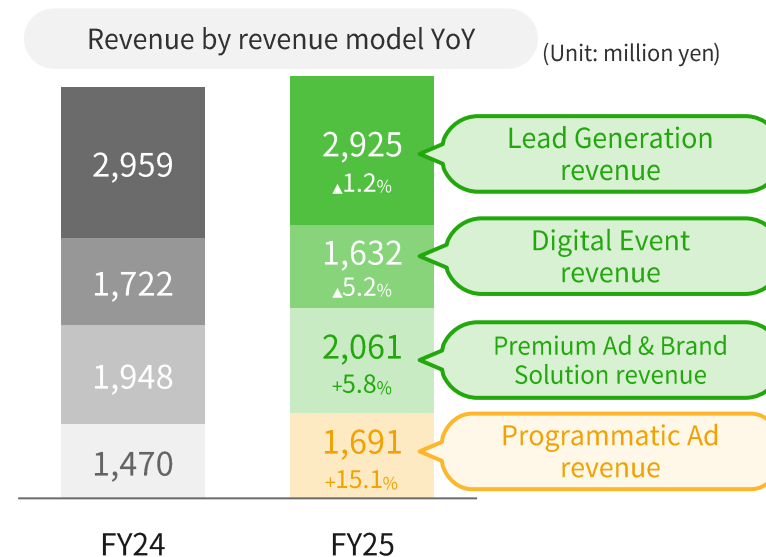 Revenue by revenue model YoY
(Unit: million yen)
2,959
1,722
1,948
1,470
2,925
▲1.2%
1,632
▲5.2%
2,061
+5.8%
1,691
+15.1%
Lead Generation
revenue
Digital Event
revenue
Premium Ad & Brand
Solution revenue
Programmatic Ad
revenue
FY24
FY25